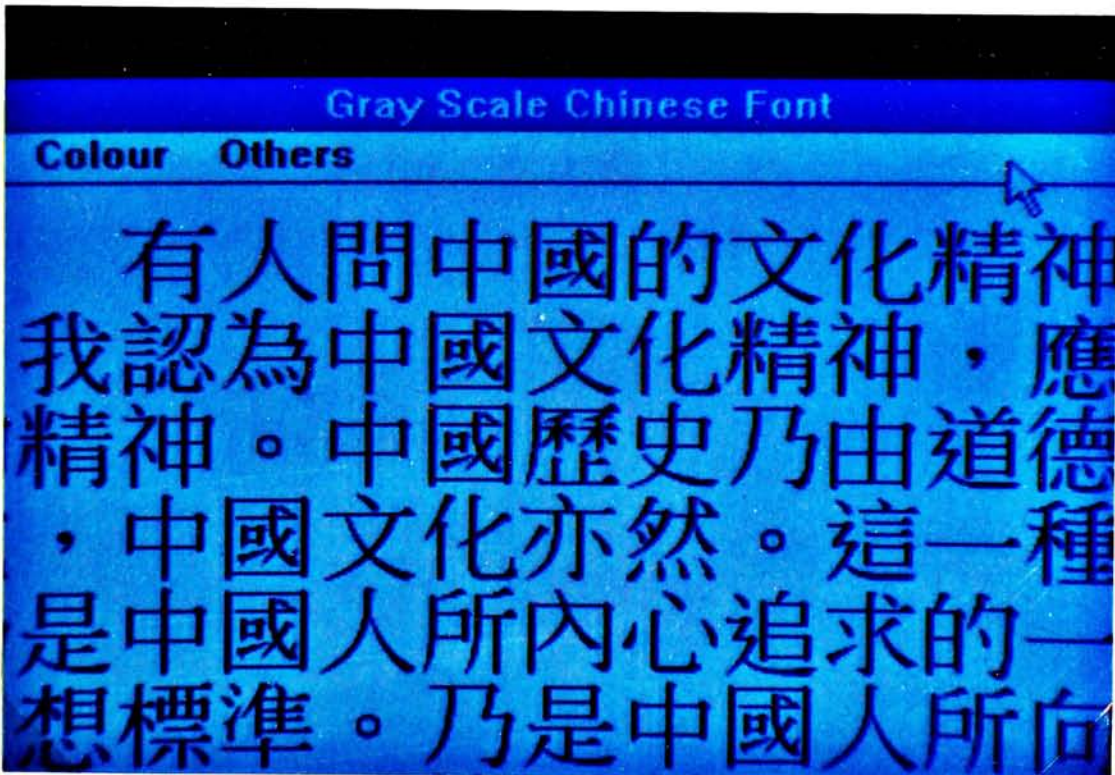 Gray Scale Chinese Font
Colour Others
有人問中國的文化精神
我認為中國文化精神，應
精神。中國歷史乃由道德
，中國文化亦然。這一種
是中國人所內心追求的一
想標準。乃是中國人所向